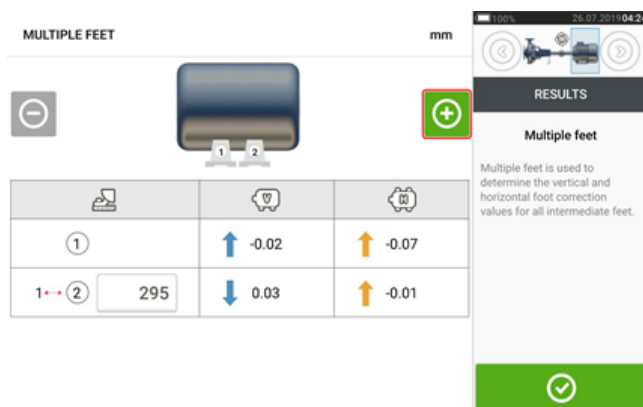 MULTIPLE FEET
mm
1 2
V H
1 -0.02 -0.07
1 2 295 0.03 -0.01
100% 26.07.2019 04:24
RESULTS
Multiple feet
Multiple feet is used to
determine the vertical and
horizontal foot correction
values for all intermediate feet.